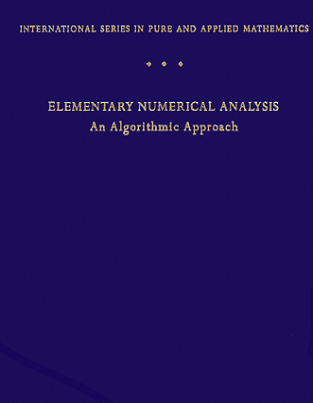 INTERNATIONAL SERIES IN PURE AND APPLIED MATHEMATICS
ELEMENTARY NUMERICAL ANALYSIS
An Algorithmic Approach